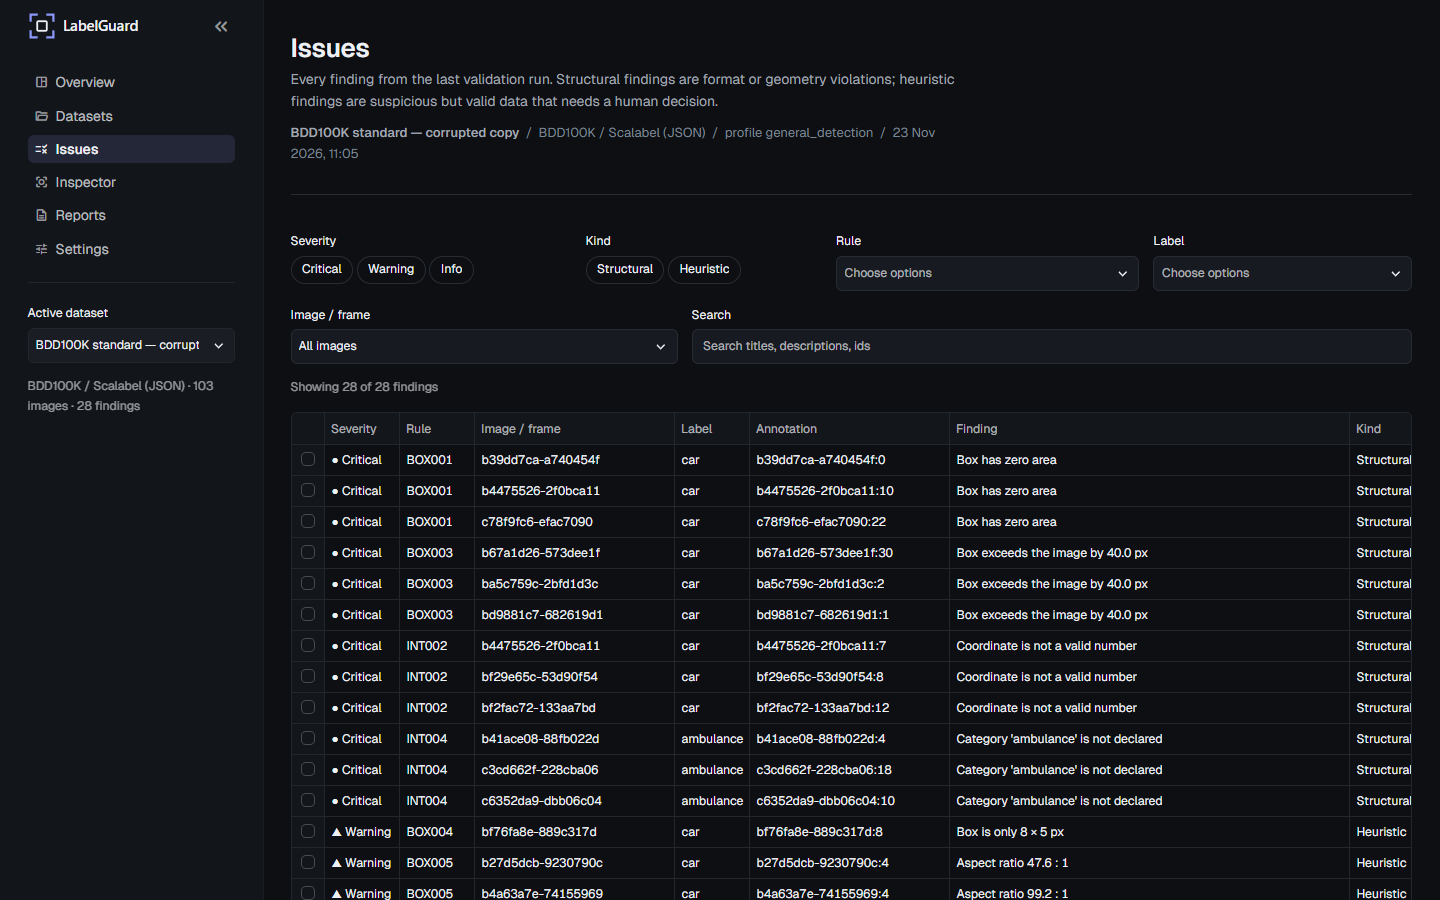 LabelGuard
Overview
Datasets
Issues
Inspector
Reports
Settings
Active dataset
BDD100K standard — corrupt
BDD100K / Scalabel (JSON) · 103
images · 28 findings
Issues
Every finding from the last validation run. Structural findings are format or geometry violations; heuristic
findings are suspicious but valid data that needs a human decision.
BDD100K standard — corrupted copy / BDD100K / Scalabel (JSON) / profile general_detection / 23 Nov
2026, 11:05
Severity Kind Rule Label
Critical Warning Info Structural Heuristic Choose options Choose options
Image / frame Search
All images Search titles, descriptions, ids
Showing 28 of 28 findings
Severity Rule Image / frame Label Annotation Finding Kind
● Critical BOX001 b39dd7ca-a740454f car b39dd7ca-a740454f:0 Box has zero area Structural
● Critical BOX001 b4475526-2f0bca11 car b4475526-2f0bca11:10 Box has zero area Structural
● Critical BOX001 c78f9fc6-efac7090 car c78f9fc6-efac7090:22 Box has zero area Structural
● Critical BOX003 b67a1d26-573dee1f car b67a1d26-573dee1f:30 Box exceeds the image by 40.0 px Structural
● Critical BOX003 ba5c759c-2bfd1d3c car ba5c759c-2bfd1d3c:2 Box exceeds the image by 40.0 px Structural
● Critical BOX003 bd9881c7-682619d1 car bd9881c7-682619d1:1 Box exceeds the image by 40.0 px Structural
● Critical INT002 b4475526-2f0bca11 car b4475526-2f0bca11:7 Coordinate is not a valid number Structural
● Critical INT002 bf29e65c-53d90f54 car bf29e65c-53d90f54:8 Coordinate is not a valid number Structural
● Critical INT002 bf2fac72-133aa7bd car bf2fac72-133aa7bd:12 Coordinate is not a valid number Structural
● Critical INT004 b41ace08-88fb022d ambulance b41ace08-88fb022d:4 Category 'ambulance' is not declared Structural
● Critical INT004 c3cd662f-228cba06 ambulance c3cd662f-228cba06:18 Category 'ambulance' is not declared Structural
● Critical INT004 c6352da9-dbb06c04 ambulance c6352da9-dbb06c04:10 Category 'ambulance' is not declared Structural
▲ Warning BOX004 bf76fa8e-889c317d car bf76fa8e-889c317d:8 Box is only 8 × 5 px Heuristic
▲ Warning BOX005 b27d5dcb-9230790c car b27d5dcb-9230790c:4 Aspect ratio 47.6 : 1 Heuristic
▲ Warning BOX005 b4a63a7e-74155969 car b4a63a7e-74155969:4 Aspect ratio 99.2 : 1 Heuristic